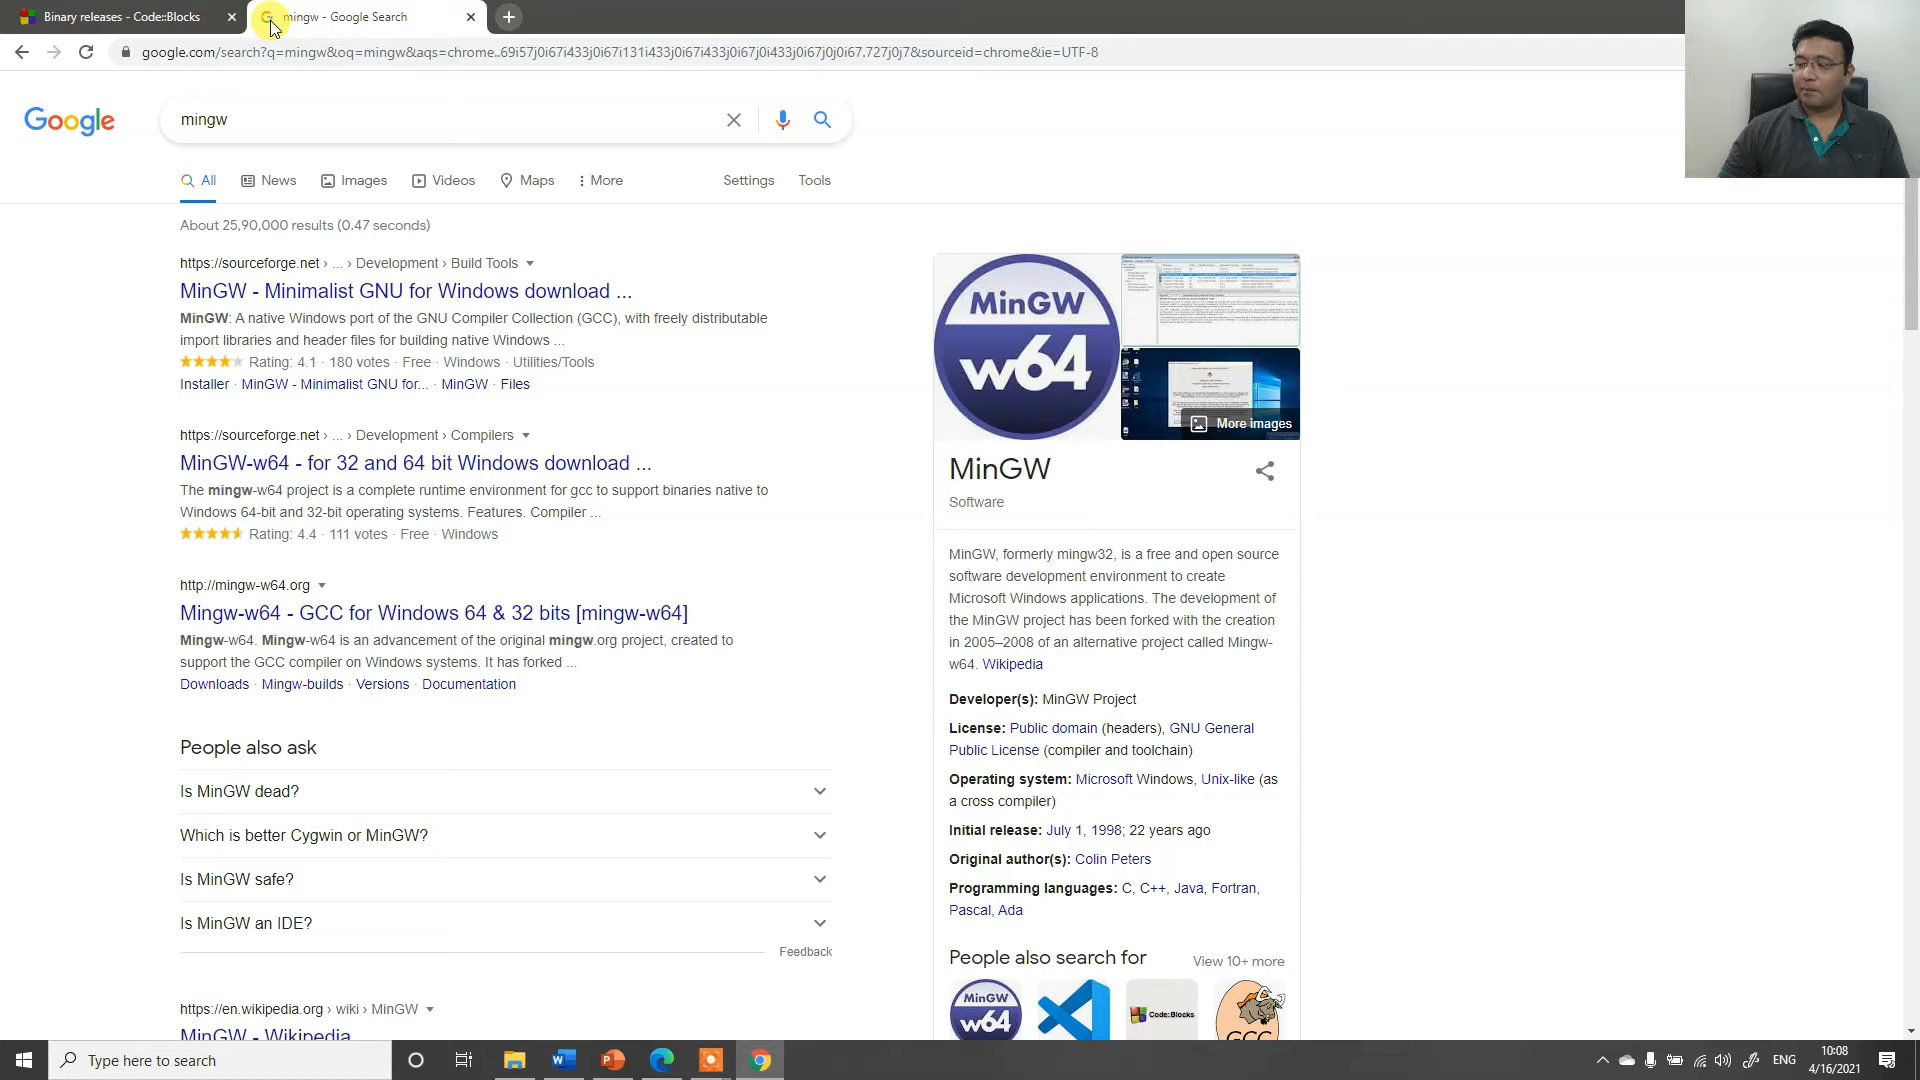 Binary releases - Code::Blocks
mingw - Google Search
google.com/search?q=mingw&oq=mingw&aqs=chrome..69i57j0i67i433j0i67i131i433j0i67i433j0i67j0i433j0i67j0j0i67.727j0j7&sourceid=chrome&ie=UTF-8
Google
mingw
All News Images Videos Maps More Settings Tools
About 25,90,000 results (0.47 seconds)
https://sourceforge.net › ... › Development › Build Tools
MinGW - Minimalist GNU for Windows download ...
MinGW: A native Windows port of the GNU Compiler Collection (GCC), with freely distributable
import libraries and header files for building native Windows ...
Rating: 4.1 · 180 votes · Free · Windows · Utilities/Tools
Installer · MinGW - Minimalist GNU for... · MinGW · Files
https://sourceforge.net › ... › Development › Compilers
MinGW-w64 - for 32 and 64 bit Windows download ...
The mingw-w64 project is a complete runtime environment for gcc to support binaries native to
Windows 64-bit and 32-bit operating systems. Features. Compiler ...
Rating: 4.4 · 111 votes · Free · Windows
http://mingw-w64.org
Mingw-w64 - GCC for Windows 64 & 32 bits [mingw-w64]
Mingw-w64. Mingw-w64 is an advancement of the original mingw.org project, created to
support the GCC compiler on Windows systems. It has forked ...
Downloads · Mingw-builds · Versions · Documentation
People also ask
Is MinGW dead?
Which is better Cygwin or MinGW?
Is MinGW safe?
Is MinGW an IDE?
Feedback
https://en.wikipedia.org › wiki › MinGW
MinGW - Wikipedia
MinGW
w64
More images
MinGW
Software
MinGW, formerly mingw32, is a free and open source
software development environment to create
Microsoft Windows applications. The development of
the MinGW project has been forked with the creation
in 2005–2008 of an alternative project called Mingw-
w64. Wikipedia
Developer(s): MinGW Project
License: Public domain (headers), GNU General
Public License (compiler and toolchain)
Operating system: Microsoft Windows, Unix-like (as
a cross compiler)
Initial release: July 1, 1998; 22 years ago
Original author(s): Colin Peters
Programming languages: C, C++, Java, Fortran,
Pascal, Ada
People also search for
View 10+ more
MinGW
w64
Code::Blocks
GCC
Type here to search
ENG
10:08
4/16/2021